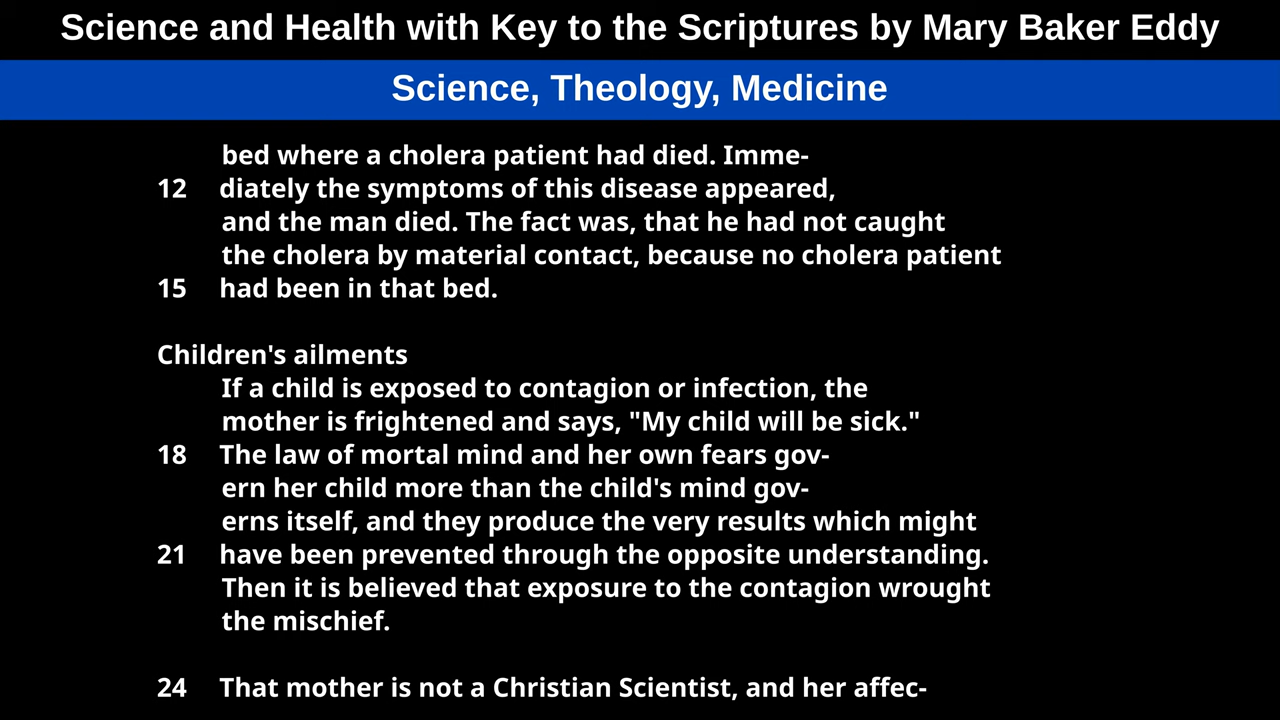 Science and Health with Key to the Scriptures by Mary Baker Eddy
Science, Theology, Medicine
bed where a cholera patient had died. Imme-
12 diately the symptoms of this disease appeared,
and the man died. The fact was, that he had not caught
the cholera by material contact, because no cholera patient
15 had been in that bed.
Children's ailments
If a child is exposed to contagion or infection, the
mother is frightened and says, "My child will be sick."
18 The law of mortal mind and her own fears gov-
ern her child more than the child's mind gov-
erns itself, and they produce the very results which might
21 have been prevented through the opposite understanding.
Then it is believed that exposure to the contagion wrought
the mischief.
24 That mother is not a Christian Scientist, and her affec-